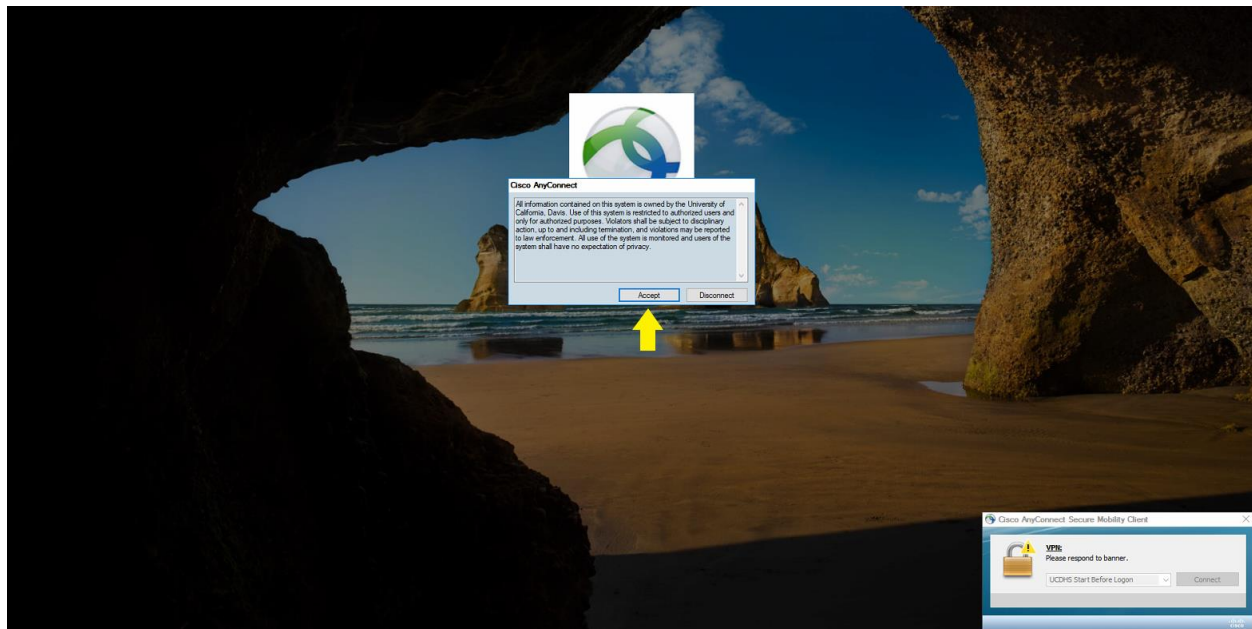 Cisco AnyConnect
All information contained on this system is owned by the University of
California, Davis. Use of this system is restricted to authorized users and
only for authorized purposes. Violators shall be subject to disciplinary
action, up to and including termination, and violations may be reported
to law enforcement. All use of the system is monitored and users of the
system shall have no expectation of privacy.
Accept Disconnect
Cisco AnyConnect Secure Mobility Client
VPN:
Please respond to banner.
UCDHS Start Before Logon Connect
CISCO